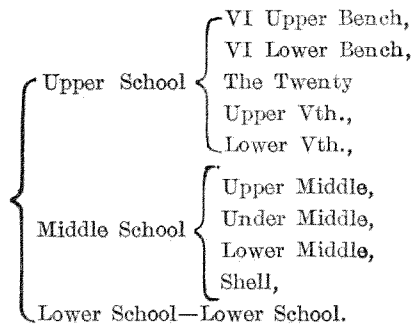 VI Upper Bench,
VI Lower Bench,
Upper School
The Twenty
Upper Vth.,
Lower Vth.,
Upper Middle,
Under Middle,
Middle School
Lower Middle,
Shell,
Lower School—Lower School.